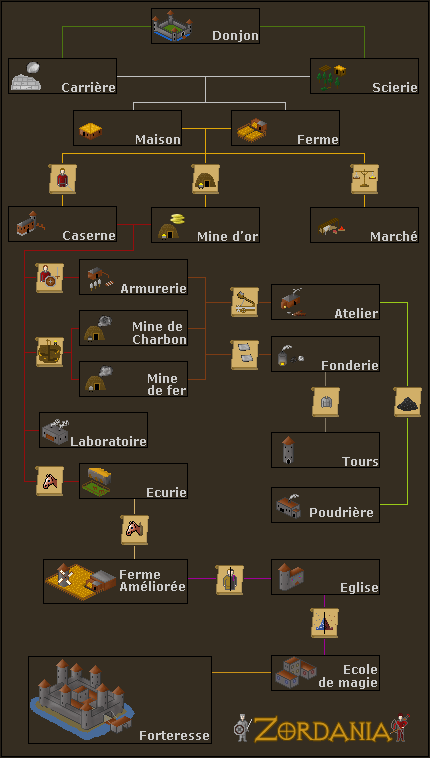 Donjon
Carrière
Scierie
Maison
Ferme
Caserne
Mine d'or
Marché
Armurerie
Atelier
Mine de
Charbon
Fonderie
Mine
de fer
Laboratoire
Tours
Ecurie
Poudrière
Ferme
Améliorée
Eglise
Ecole
de magie
Forteresse
ZORDANIA